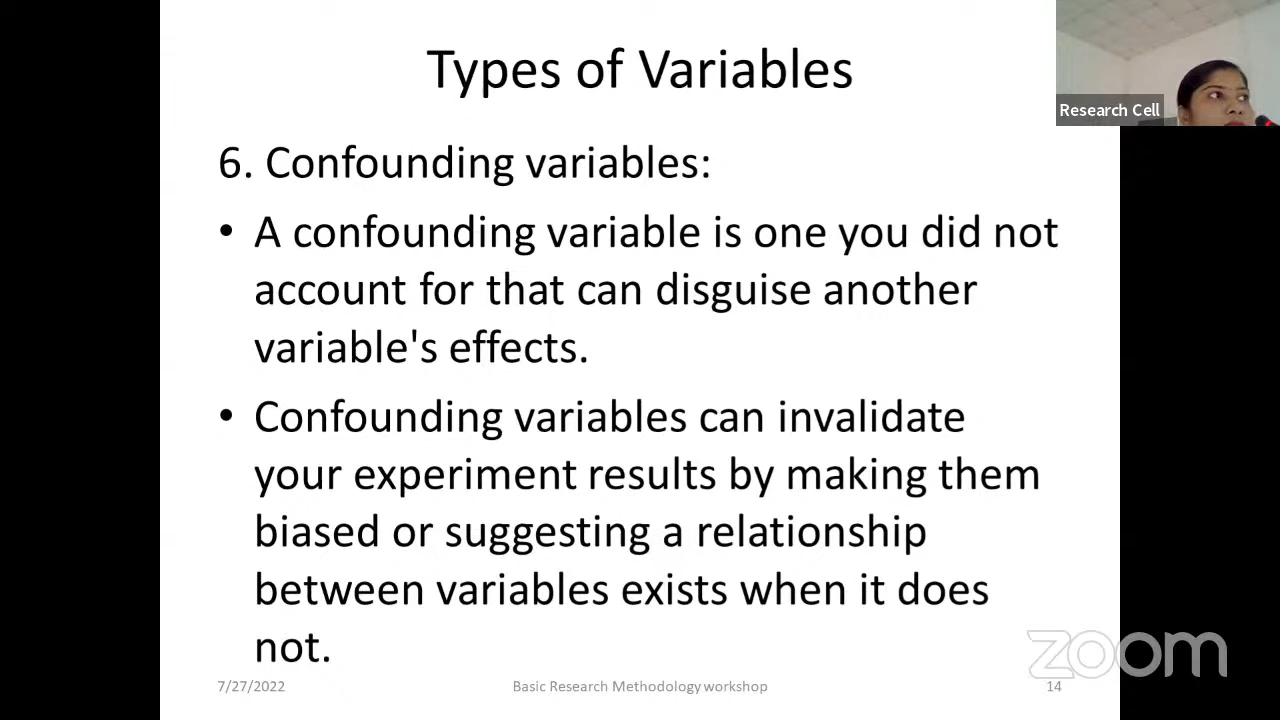 Types of Variables
Research Cell
6. Confounding variables:
• A confounding variable is one you did not
account for that can disguise another
variable's effects.
• Confounding variables can invalidate
your experiment results by making them
biased or suggesting a relationship
between variables exists when it does
not.
zoom
7/27/2022 Basic Research Methodology workshop 14